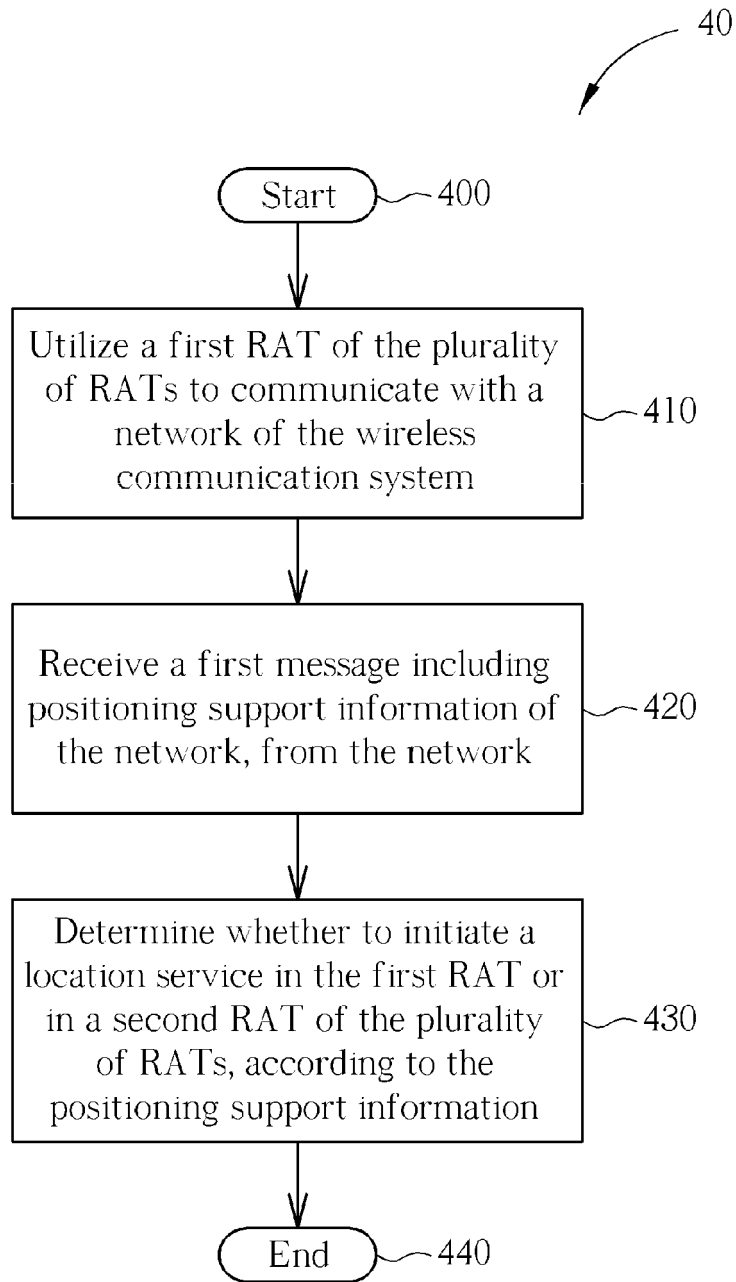 40
Start
400
Utilize a first RAT of the plurality
of RATs to communicate with a
network of the wireless
communication system
410
Receive a first message including
positioning support information of
the network, from the network
420
Determine whether to initiate a
location service in the first RAT or
in a second RAT of the plurality
of RATs, according to the
positioning support information
430
End
440